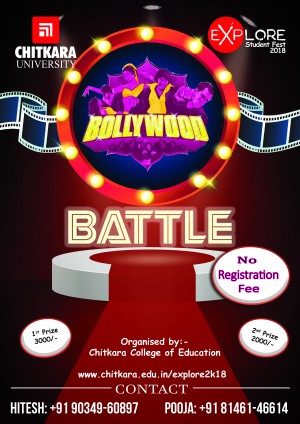 CHITKARA
UNIVERSITY
EXPLORE
Student Fest
2018
BOLLYWOOD
BATTLE
No
Registration
Fee
1st Prize
3000/-
2nd Prize
2000/-
Organised by:-
Chitkara College of Education
www.chitkara.edu.in/explore2k18
CONTACT
HITESH: +91 90349-60897 POOJA: +91 81461-46614